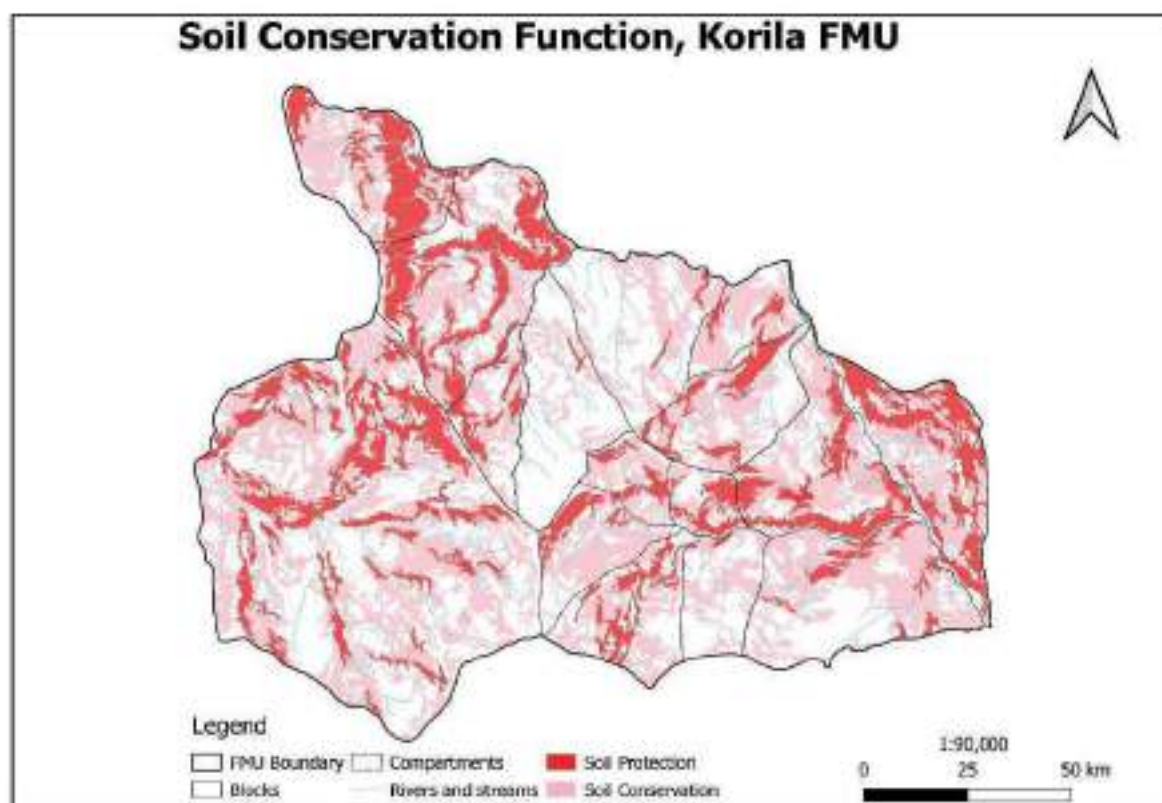 Soil Conservation Function, Korila FMU
Legend
FMU Boundary
Compartments
Soil Protection
Blocks
Rivers and streams
Soil Conservation
1:90,000
0 25 50 km